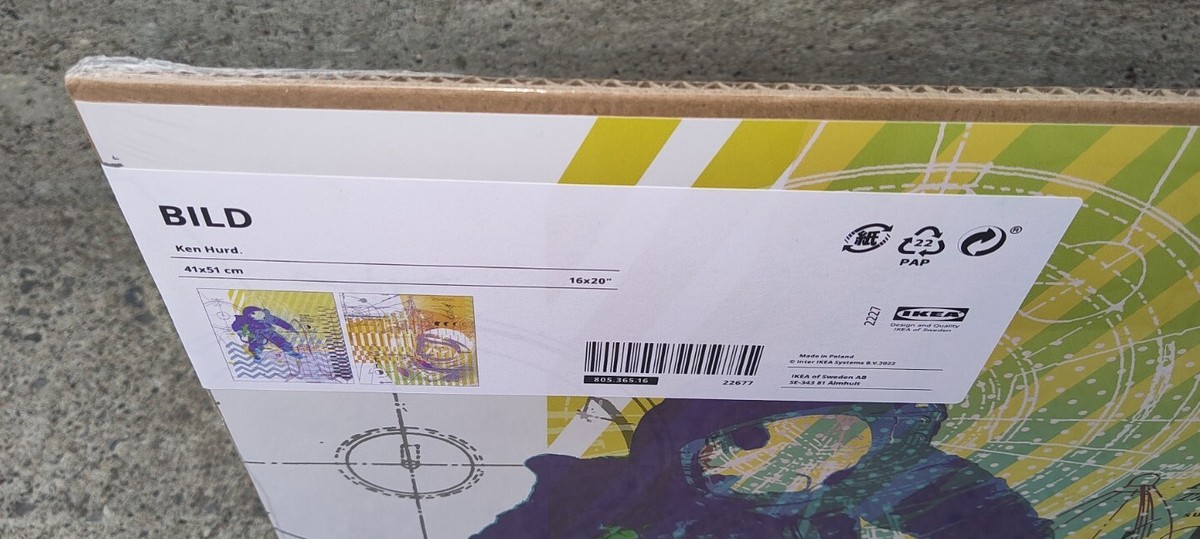 BILD
Ken Hurd.
41x51 cm
16x20"
紙
22
PAP
®
2227
IKEA
Design and Quality
IKEA of Sweden
Made in Poland
© Inter IKEA Systems B.V. 2022
IKEA of Sweden AB
SE-343 81 Älmhult
805.365.16
22677